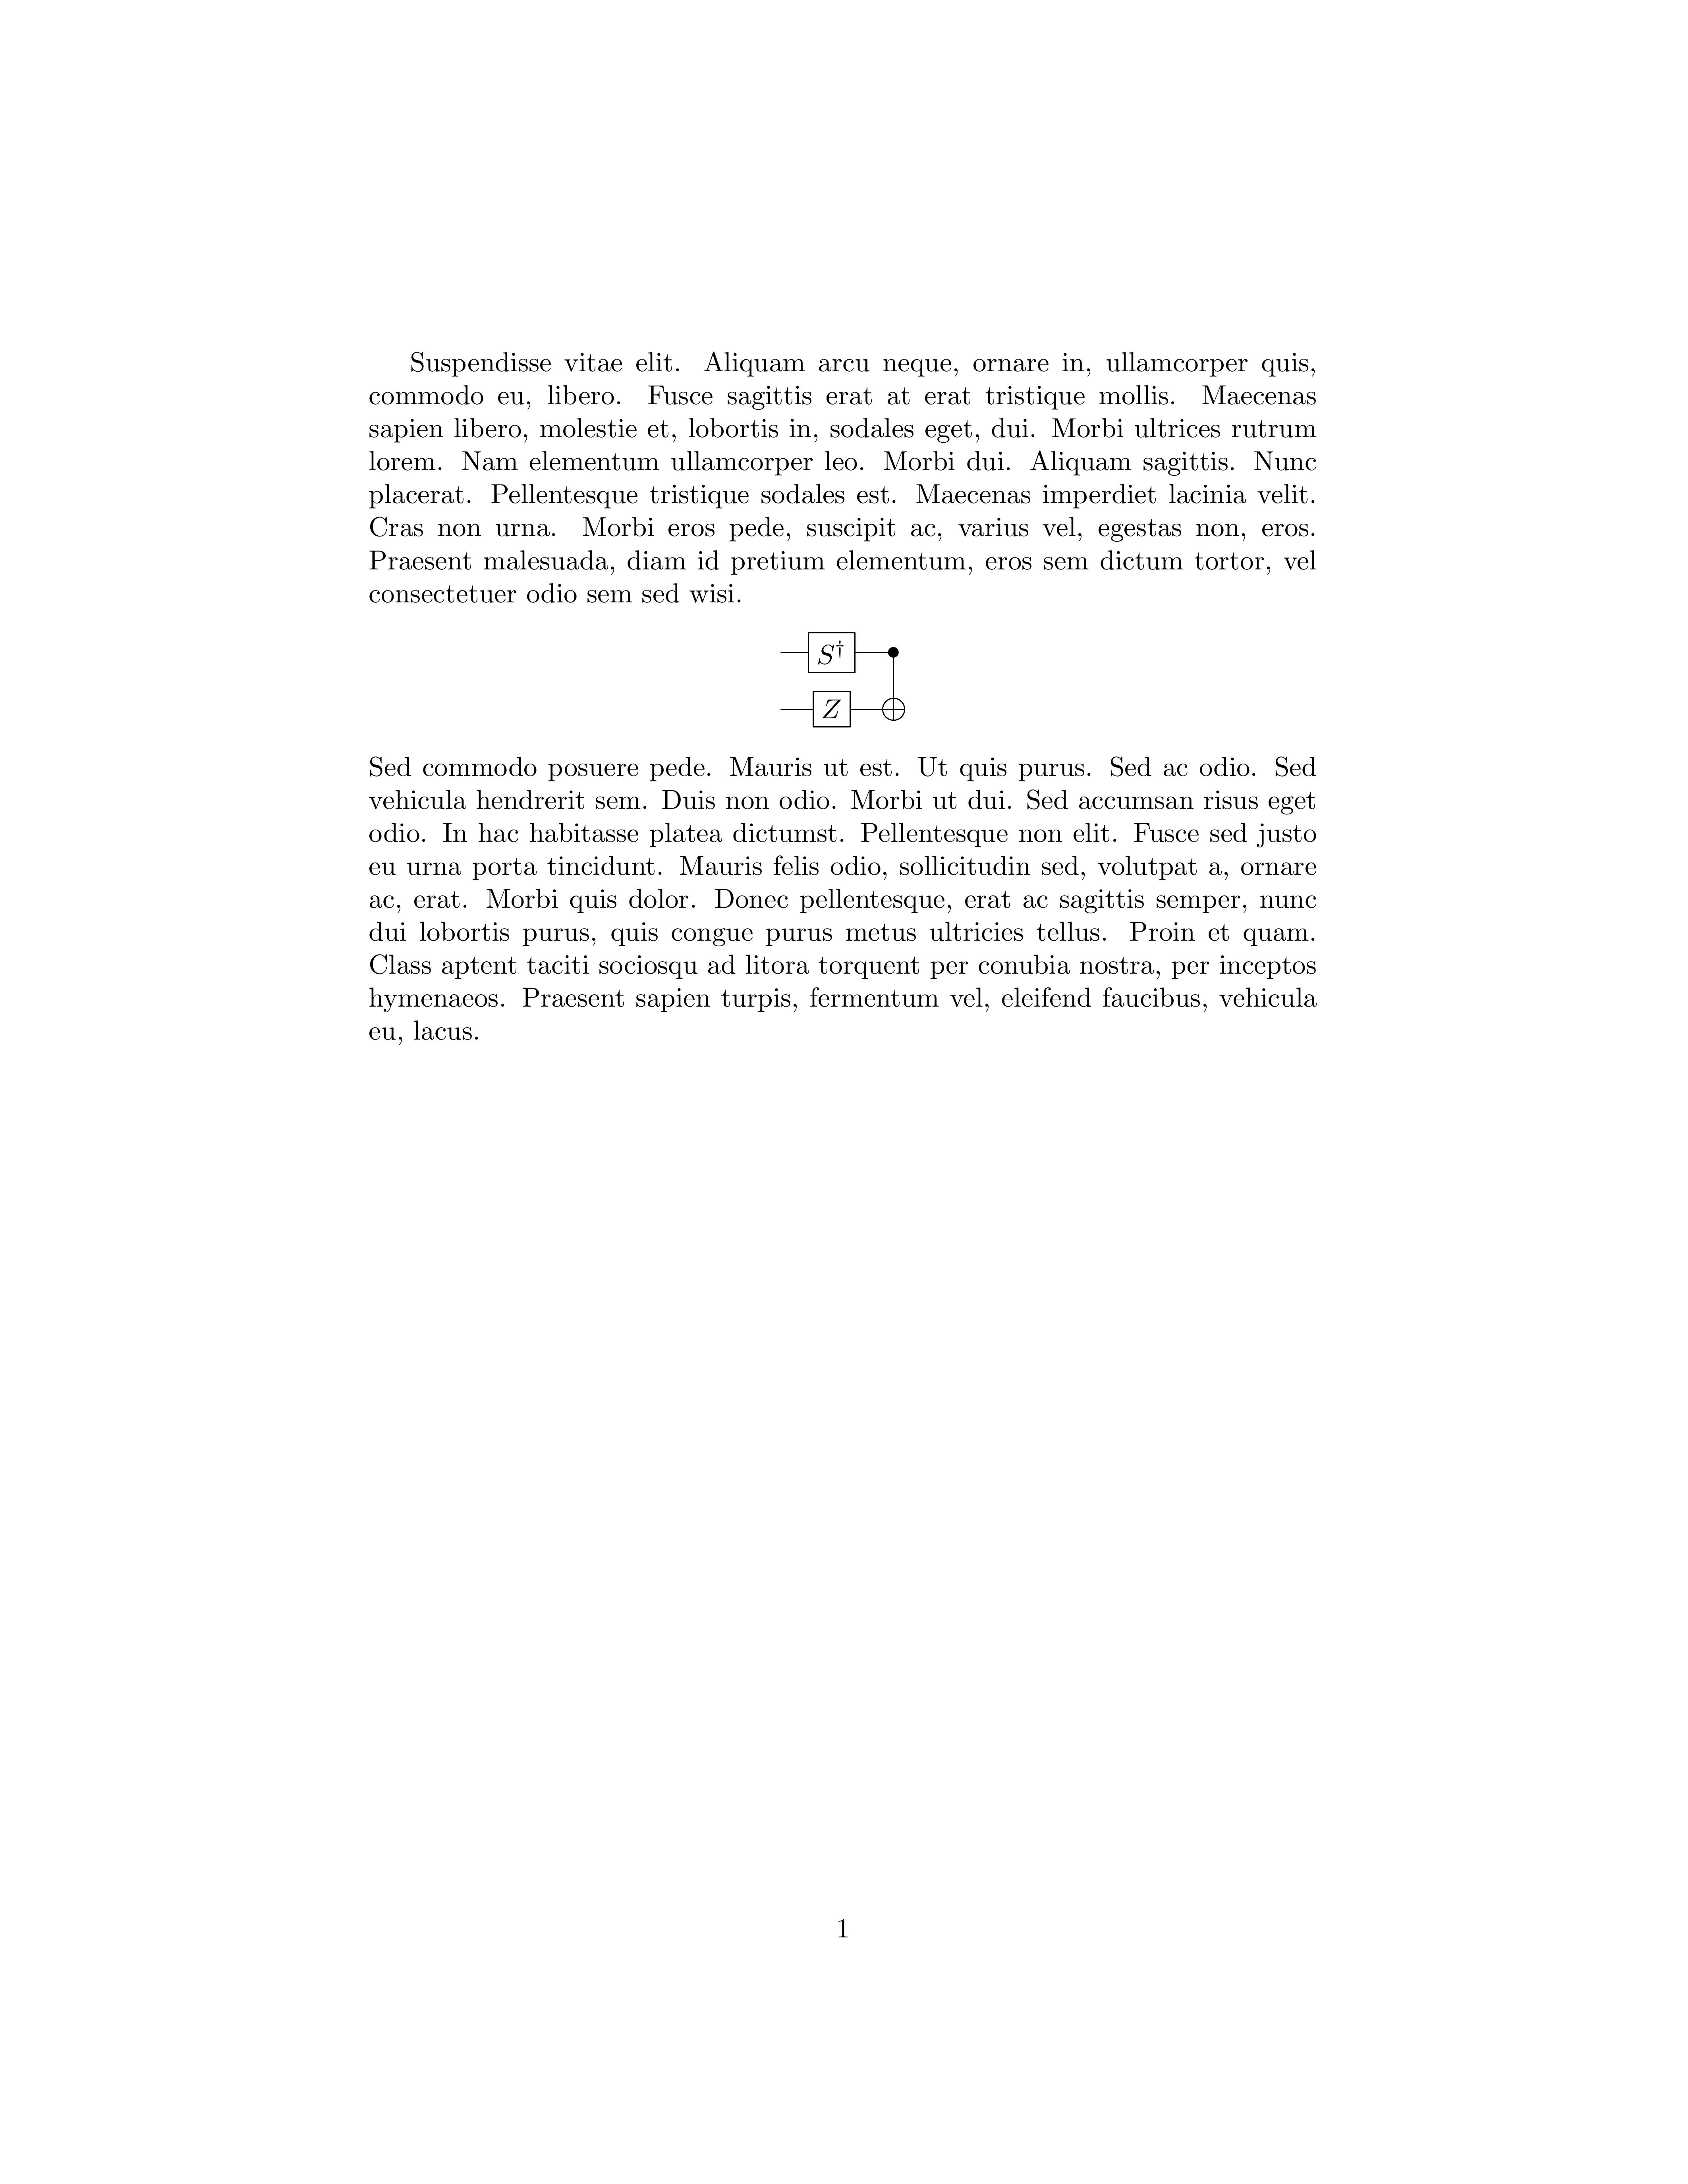 Suspendisse vitae elit. Aliquam arcu neque, ornare in, ullamcorper quis,
commodo eu, libero. Fusce sagittis erat at erat tristique mollis. Maecenas
sapien libero, molestie et, lobortis in, sodales eget, dui. Morbi ultrices rutrum
lorem. Nam elementum ullamcorper leo. Morbi dui. Aliquam sagittis. Nunc
placerat. Pellentesque tristique sodales est. Maecenas imperdiet lacinia velit.
Cras non urna. Morbi eros pede, suscipit ac, varius vel, egestas non, eros.
Praesent malesuada, diam id pretium elementum, eros sem dictum tortor, vel
consectetuer odio sem sed wisi.
S†
Z
Sed commodo posuere pede. Mauris ut est. Ut quis purus. Sed ac odio. Sed
vehicula hendrerit sem. Duis non odio. Morbi ut dui. Sed accumsan risus eget
odio. In hac habitasse platea dictumst. Pellentesque non elit. Fusce sed justo
eu urna porta tincidunt. Mauris felis odio, sollicitudin sed, volutpat a, ornare
ac, erat. Morbi quis dolor. Donec pellentesque, erat ac sagittis semper, nunc
dui lobortis purus, quis congue purus metus ultricies tellus. Proin et quam.
Class aptent taciti sociosqu ad litora torquent per conubia nostra, per inceptos
hymenaeos. Praesent sapien turpis, fermentum vel, eleifend faucibus, vehicula
eu, lacus.
1